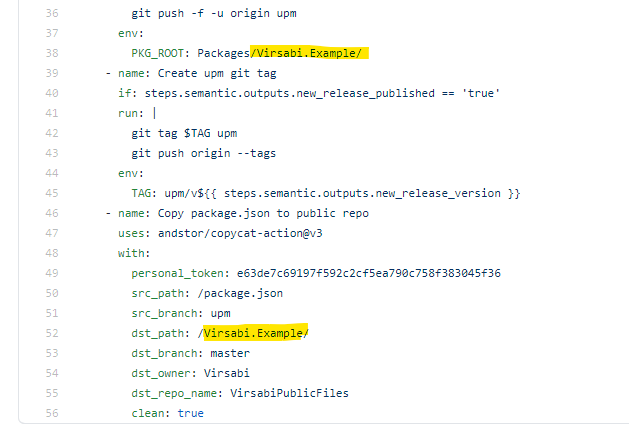 36 git push -f -u origin upm
37 env:
38 PKG_ROOT: Packages/Virsabi.Example/
39 - name: Create upm git tag
40 if: steps.semantic.outputs.new_release_published == 'true'
41 run: |
42 git tag $TAG upm
43 git push origin --tags
44 env:
45 TAG: upm/v${{ steps.semantic.outputs.new_release_version }}
46 - name: Copy package.json to public repo
47 uses: andstor/copycat-action@v3
48 with:
49 personal_token: e63de7c69197f592c2cf5ea790c758f383045f36
50 src_path: /package.json
51 src_branch: upm
52 dst_path: /Virsabi.Example/
53 dst_branch: master
54 dst_owner: Virsabi
55 dst_repo_name: VirsabiPublicFiles
56 clean: true